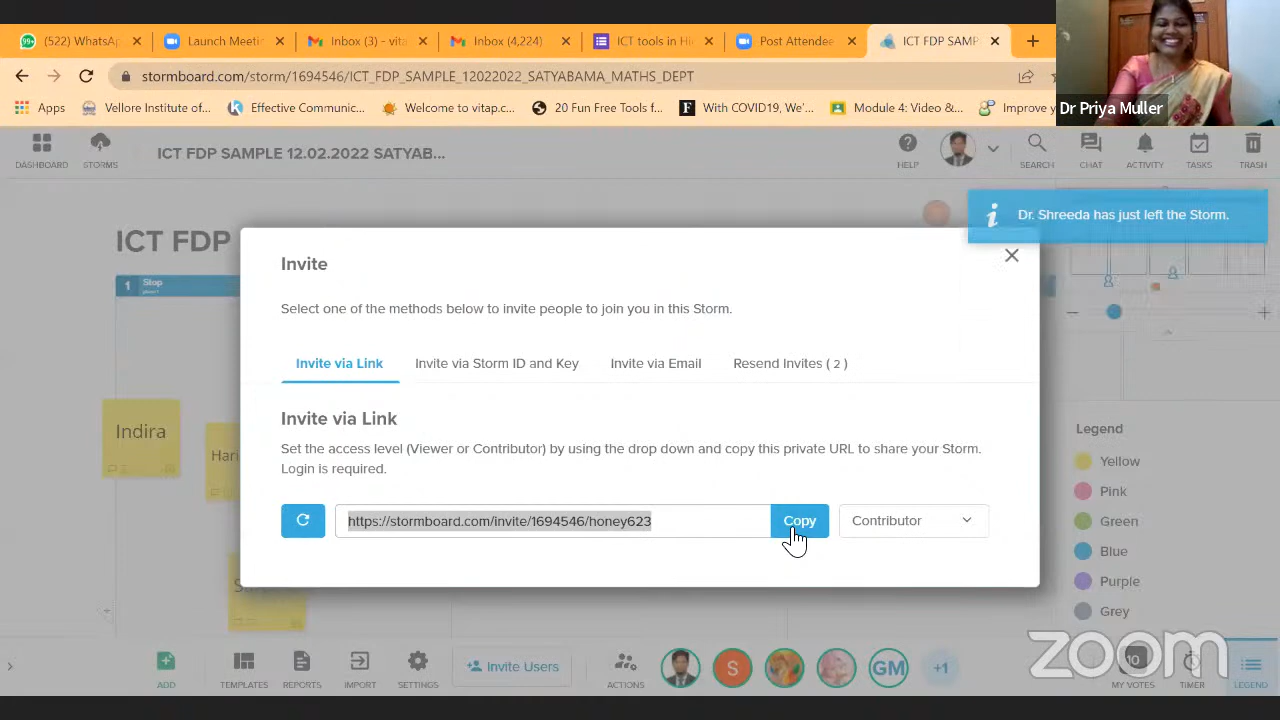 (522) WhatsA
Launch Meeti
Inbox (3) - vita
Inbox (4,224)
ICT tools in Hi
Post Attendee
ICT FDP SAMP
stormboard.com/storm/1694546/ICT_FDP_SAMPLE_12022022_SATYABAMA_MATHS_DEPT
Apps
Vellore Institute of...
Effective Communic...
Welcome to vitap.c...
20 Fun Free Tools f...
With COVID19, We'...
Module 4: Video &...
Improve y
Dr Priya Muller
DASHBOARD
STORMS
ICT FDP SAMPLE 12.02.2022 SATYAB...
HELP
SEARCH
CHAT
ACTIVITY
TASKS
TRASH
Dr. Shreeda has just left the Storm.
ICT FDP
1 Stop
Invite
Select one of the methods below to invite people to join you in this Storm.
Invite via Link
Invite via Storm ID and Key
Invite via Email
Resend Invites ( 2 )
Invite via Link
Set the access level (Viewer or Contributor) by using the drop down and copy this private URL to share your Storm.
Login is required.
https://stormboard.com/invite/1694546/honey623
Copy
Contributor
Indira
Hari
Legend
Yellow
Pink
Green
Blue
Purple
Grey
ADD
TEMPLATES
REPORTS
IMPORT
SETTINGS
Invite Users
ACTIONS
S
GM
+1
10
MY VOTES
TIMER
LEGEND
zoom